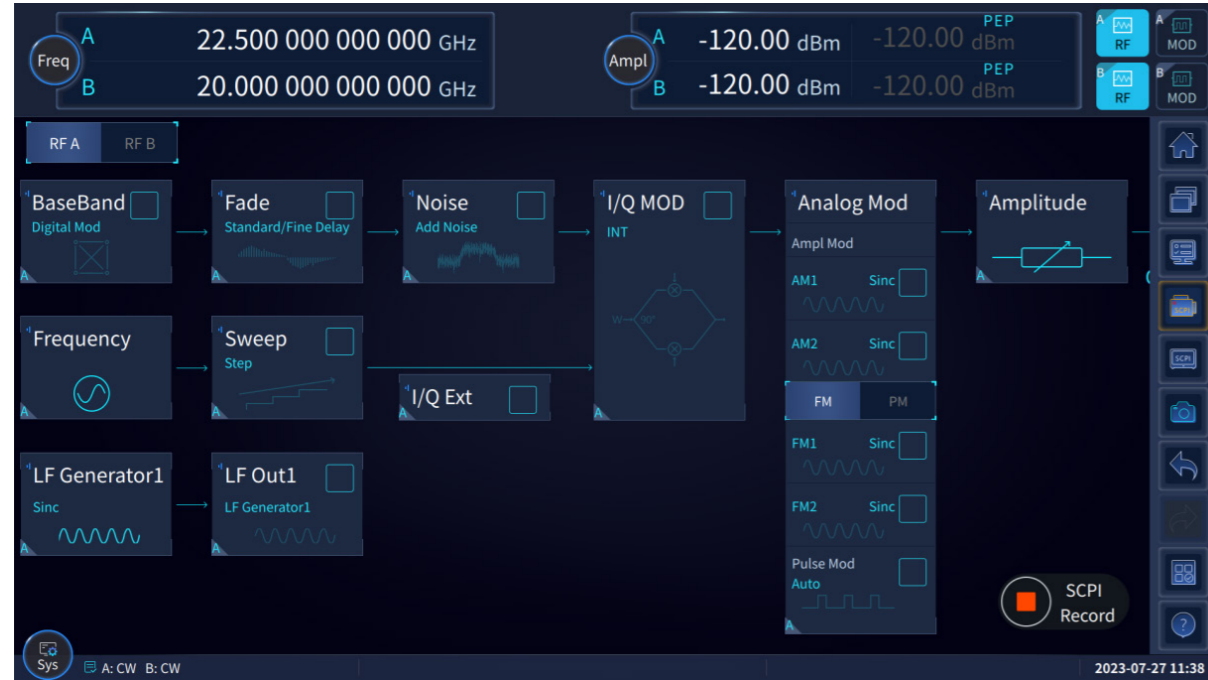 Freq
A 22.500 000 000 000 GHz
B 20.000 000 000 000 GHz
Ampl
PEP
A -120.00 dBm -120.00 dBm
PEP
B -120.00 dBm -120.00 dBm
A RF
A MOD
B RF
B MOD
RF A RF B
BaseBand
Digital Mod
A
Fade
Standard/Fine Delay
A
Noise
Add Noise
A
I/Q MOD
INT
W 90°
A
Analog Mod
Ampl Mod
AM1 Sinc
AM2 Sinc
FM PM
FM1 Sinc
FM2 Sinc
Pulse Mod
Auto
A
Amplitude
A
Frequency
A
Sweep
Step
A
I/Q Ext
A
LF Generator1
Sinc
A
LF Out1
LF Generator1
A
SCPI
SCPI
SCPI
Record
Sys
A: CW B: CW
2023-07-27 11:38